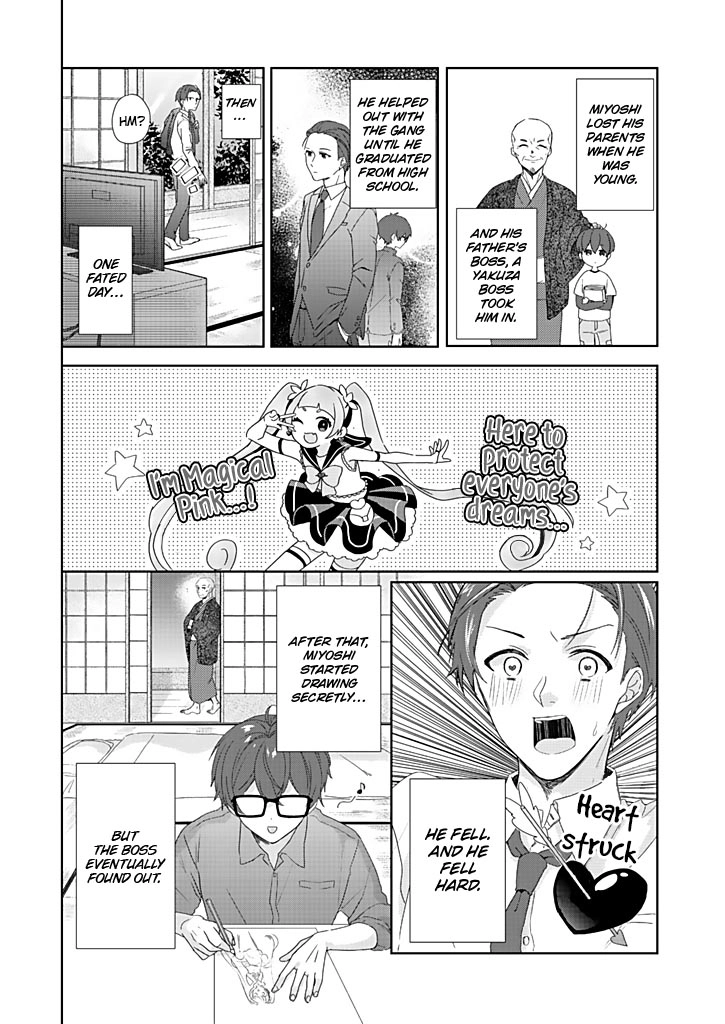 MIYOSHI
LOST HIS
PARENTS
WHEN HE
WAS
YOUNG.
AND HIS
FATHER'S
BOSS, A
YAKUZA
BOSS
TOOK
HIM IN.
HE HELPED
OUT WITH
THE GANG
UNTIL HE
GRADUATED
FROM HIGH
SCHOOL.
THEN
...
HM?
ONE
FATED
DAY...
Here to
protect
everyone's
dreams...
I'm Magical
Pink....!
Heart
struck
HE FELL.
AND HE
FELL
HARD.
AFTER THAT,
MIYOSHI
STARTED
DRAWING
SECRETLY...
BUT
THE BOSS
EVENTUALLY
FOUND OUT.